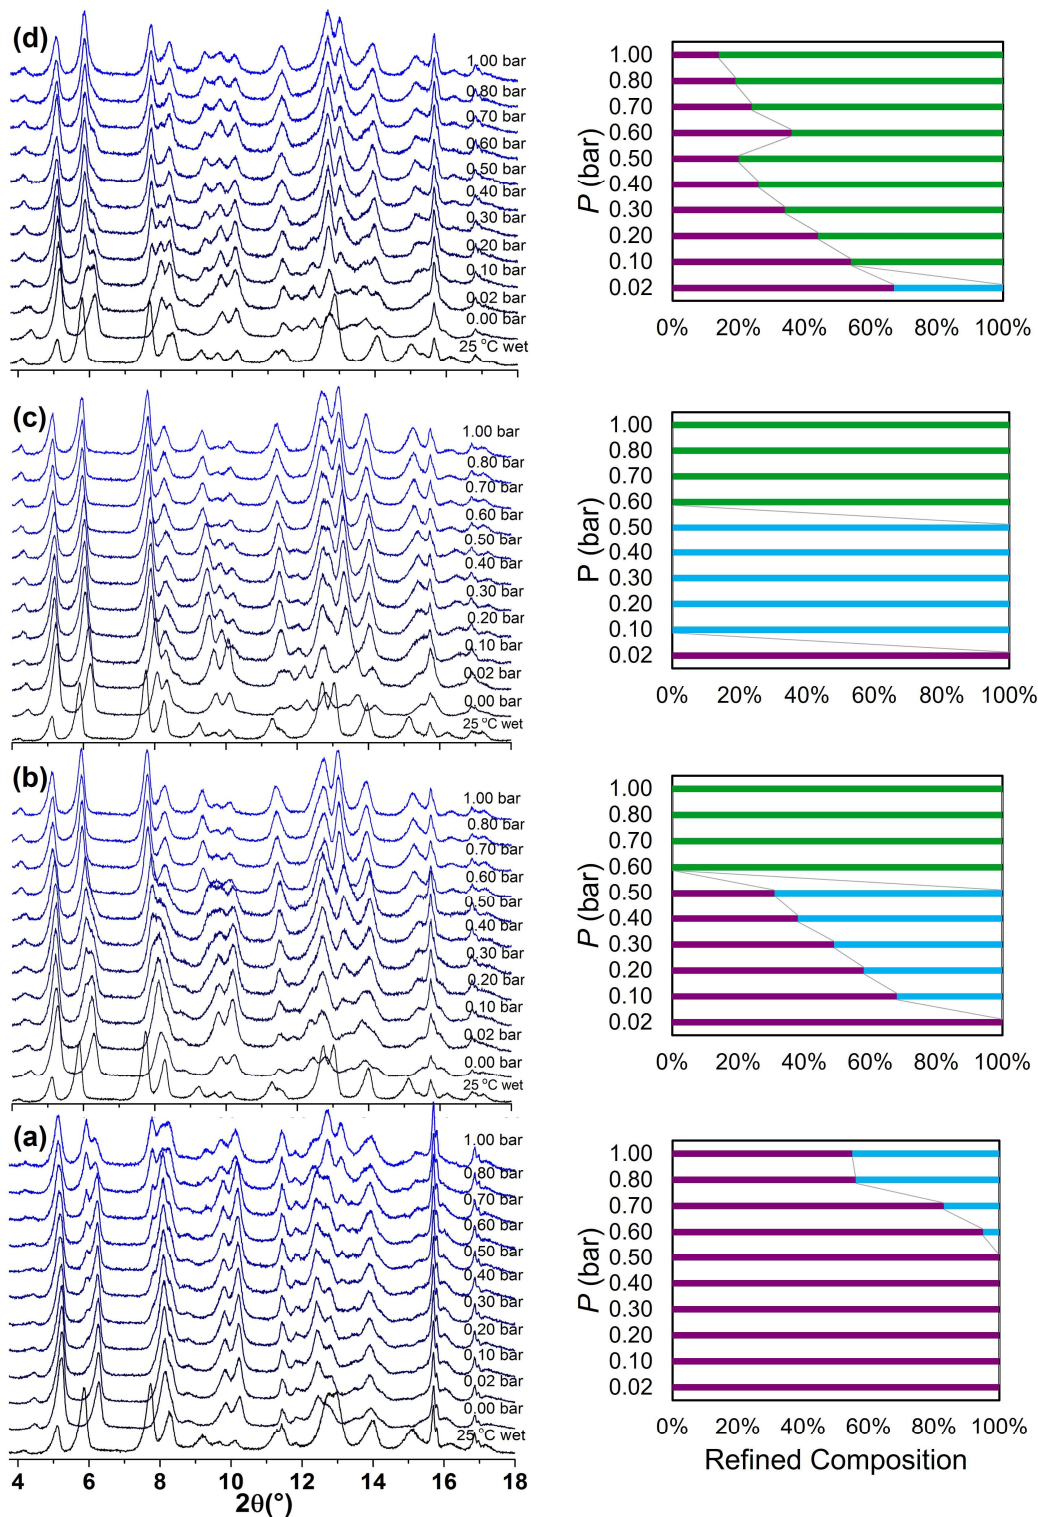 (d)
1.00 bar
0.80 bar
0.70 bar
0.60 bar
0.50 bar
0.40 bar
0.30 bar
0.20 bar
0.10 bar
0.02 bar
0.00 bar
25 °C wet
P (bar)
1.00
0.80
0.70
0.60
0.50
0.40
0.30
0.20
0.10
0.02
0% 20% 40% 60% 80% 100%
(c)
1.00 bar
0.80 bar
0.70 bar
0.60 bar
0.50 bar
0.40 bar
0.30 bar
0.20 bar
0.10 bar
0.02 bar
0.00 bar
25 °C wet
P (bar)
1.00
0.80
0.70
0.60
0.50
0.40
0.30
0.20
0.10
0.02
0% 20% 40% 60% 80% 100%
(b)
1.00 bar
0.80 bar
0.70 bar
0.60 bar
0.50 bar
0.40 bar
0.30 bar
0.20 bar
0.10 bar
0.02 bar
0.00 bar
25 °C wet
P (bar)
1.00
0.80
0.70
0.60
0.50
0.40
0.30
0.20
0.10
0.02
0% 20% 40% 60% 80% 100%
(a)
1.00 bar
0.80 bar
0.70 bar
0.60 bar
0.50 bar
0.40 bar
0.30 bar
0.20 bar
0.10 bar
0.02 bar
0.00 bar
25 °C wet
4 6 8 10 12 14 16 18
2θ(°)
P (bar)
1.00
0.80
0.70
0.60
0.50
0.40
0.30
0.20
0.10
0.02
0% 20% 40% 60% 80% 100%
Refined Composition